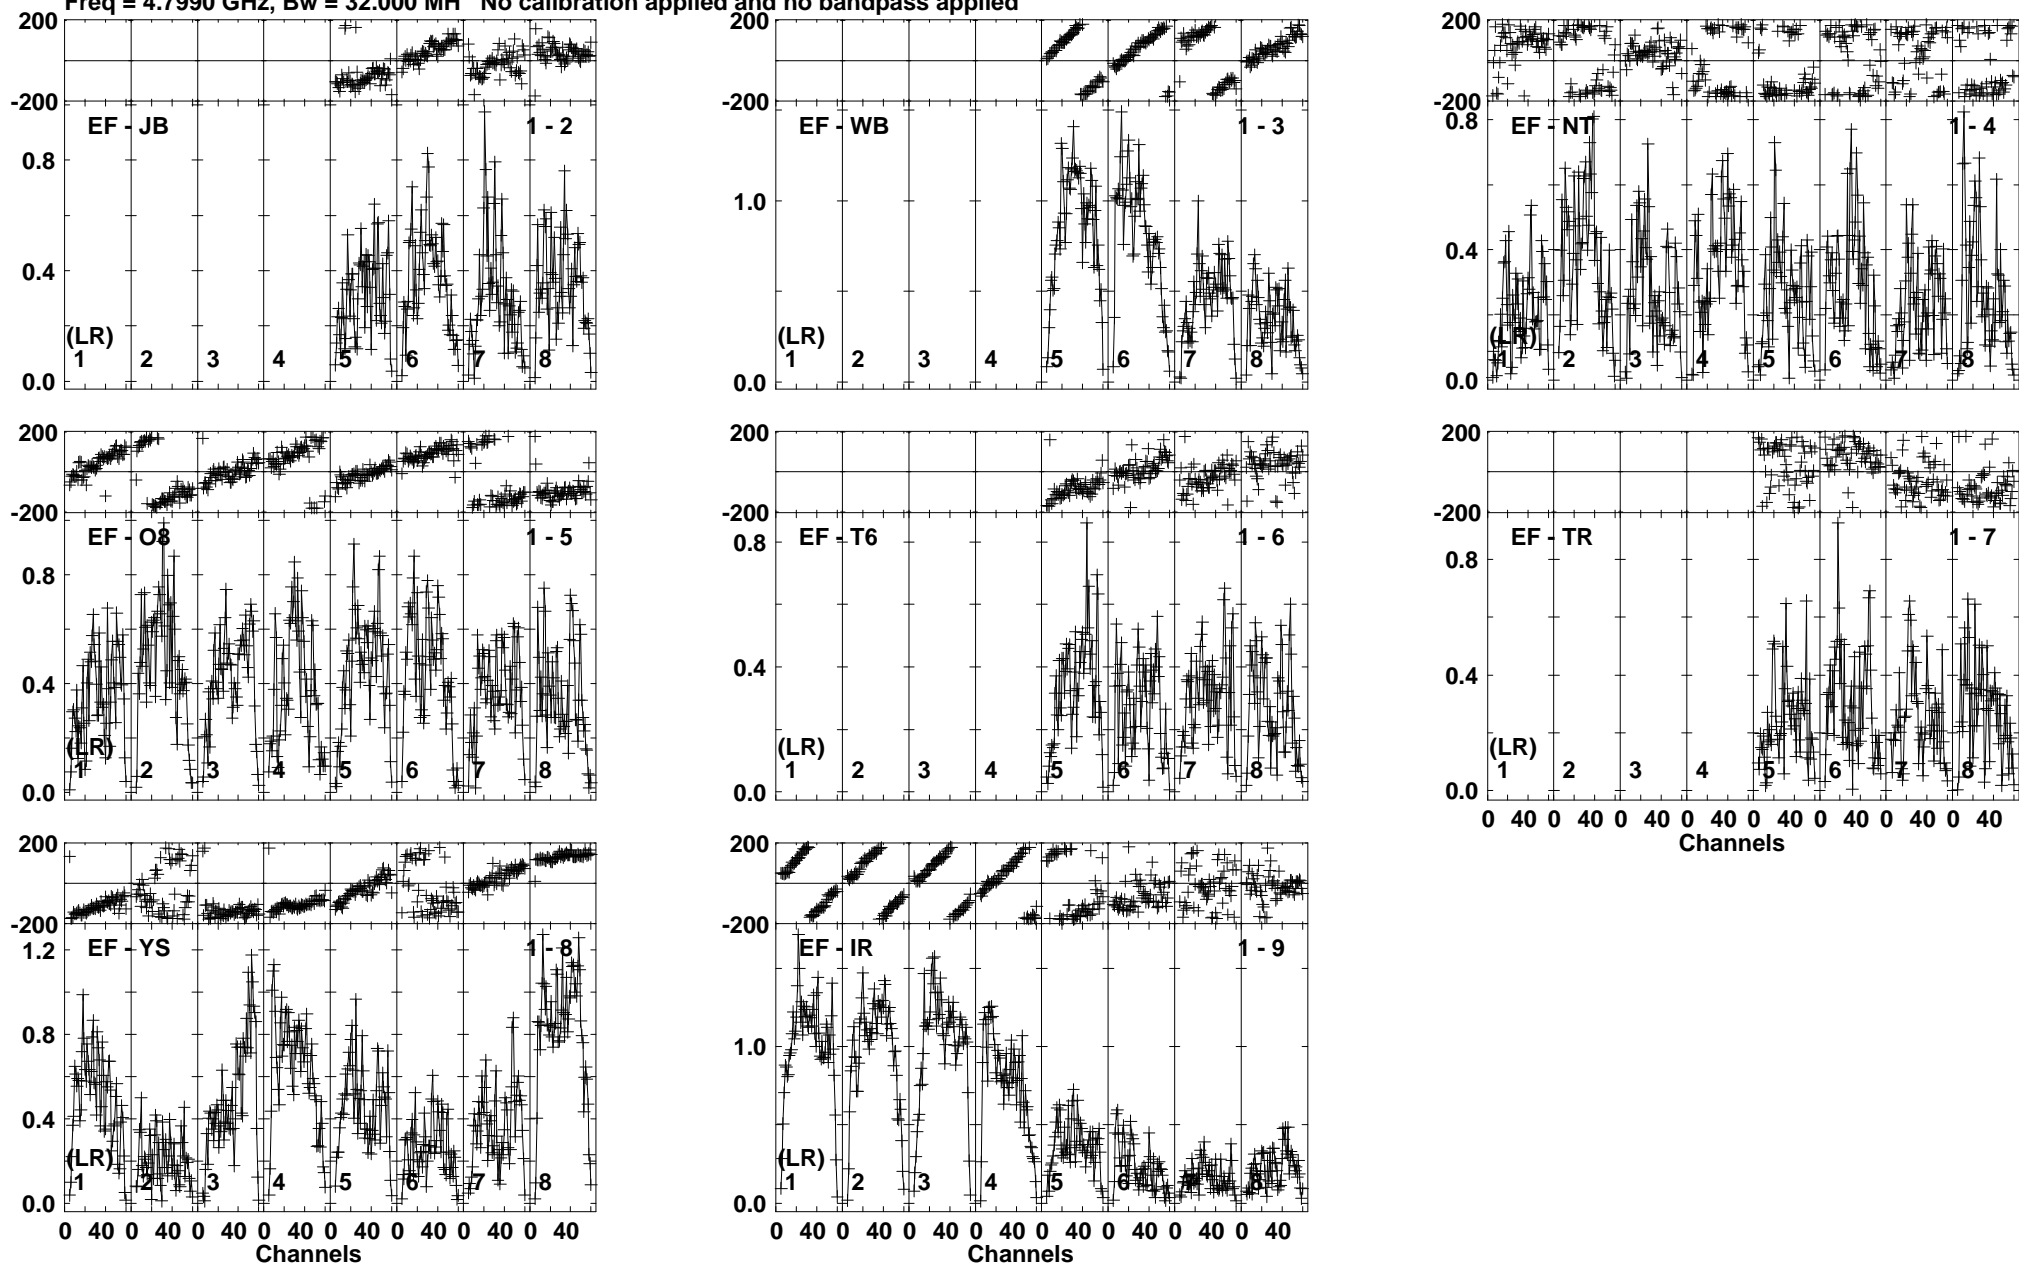 Freq = 4.7990 GHz, Bw = 32.000 MH No calibration applied and no bandpass applied
200
-200
EF - JB 1 - 2
0.8
0.4
0.0
(LR)
1 2 3 4 5 6 7 8
200
-200
EF - WB 1 - 3
1.0
0.0
(LR)
1 2 3 4 5 6 7 8
200
-200
EF - NT 1 - 4
0.8
0.4
0.0
(LR)
1 2 3 4 5 6 7 8
200
-200
EF - O8 1 - 5
0.8
0.4
0.0
(LR)
1 2 3 4 5 6 7 8
200
-200
EF - T6 1 - 6
0.8
0.4
0.0
(LR)
1 2 3 4 5 6 7 8
200
-200
EF - TR 1 - 7
0.8
0.4
0.0
(LR)
1 2 3 4 5 6 7 8
0 40 0 40 0 40 0 40 0 40 0 40 0 40 0 40
Channels
200
-200
EF - YS 1 - 8
1.2
0.8
0.4
0.0
(LR)
1 2 3 4 5 6 7 8
0 40 0 40 0 40 0 40 0 40 0 40 0 40 0 40
Channels
200
-200
EF - IR 1 - 9
1.0
0.0
(LR)
1 2 3 4 5 6 7 8
0 40 0 40 0 40 0 40 0 40 0 40 0 40 0 40
Channels